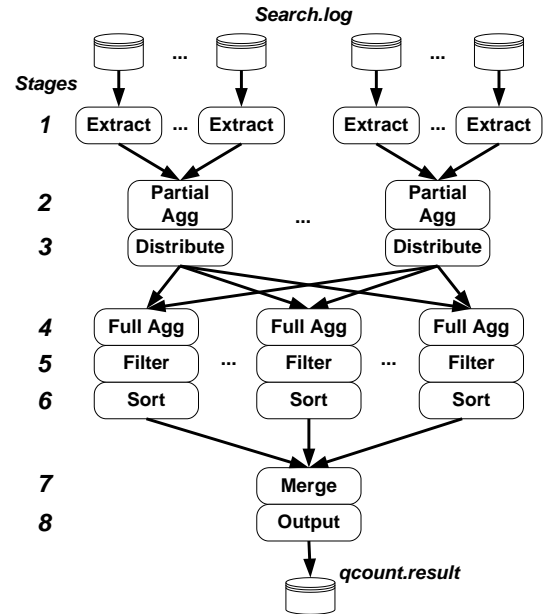 Search.log
... ...
Stages
1 Extract ... Extract Extract ... Extract
2 Partial Agg Partial Agg
...
3 Distribute Distribute
4 Full Agg Full Agg Full Agg
5 Filter ... Filter ... Filter
6 Sort Sort Sort
7 Merge
8 Output
qcount.result